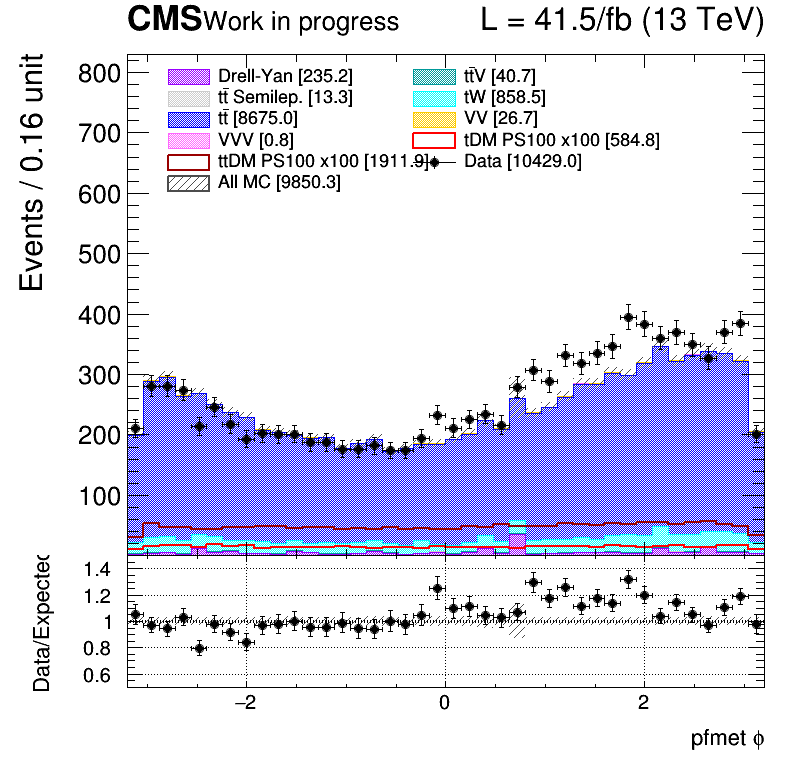 CMS Work in progress L = 41.5/fb (13 TeV)
Events / 0.16 unit
800
700
600
500
400
300
200
100
Drell-Yan [235.2]
tt̄V [40.7]
tt̄ Semilep. [13.3]
tW [858.5]
tt̄ [8675.0]
VV [26.7]
VVV [0.8]
tDM PS100 x100 [584.8]
ttDM PS100 x100 [1911.9]
Data [10429.0]
All MC [9850.3]
Data/Expected
1.4
1.2
1
0.8
0.6
−2 0 2
pfmet ϕ